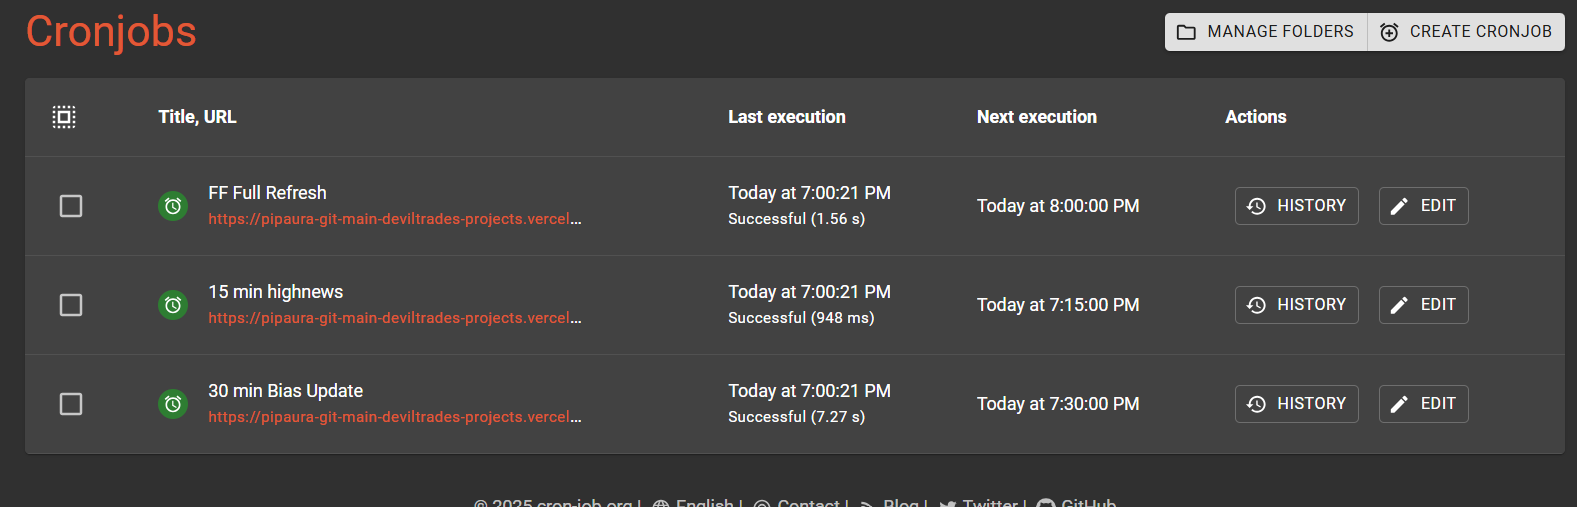 Cronjobs
MANAGE FOLDERS CREATE CRONJOB
Title, URL Last execution Next execution Actions
FF Full Refresh Today at 7:00:21 PM
https://pipaura-git-main-deviltrades-projects.vercel... Successful (1.56 s) Today at 8:00:00 PM HISTORY EDIT
15 min highnews Today at 7:00:21 PM
https://pipaura-git-main-deviltrades-projects.vercel... Successful (948 ms) Today at 7:15:00 PM HISTORY EDIT
30 min Bias Update Today at 7:00:21 PM
https://pipaura-git-main-deviltrades-projects.vercel... Successful (7.27 s) Today at 7:30:00 PM HISTORY EDIT
© 2025 cron-job.org | English | Contact | Blog | Twitter | GitHub